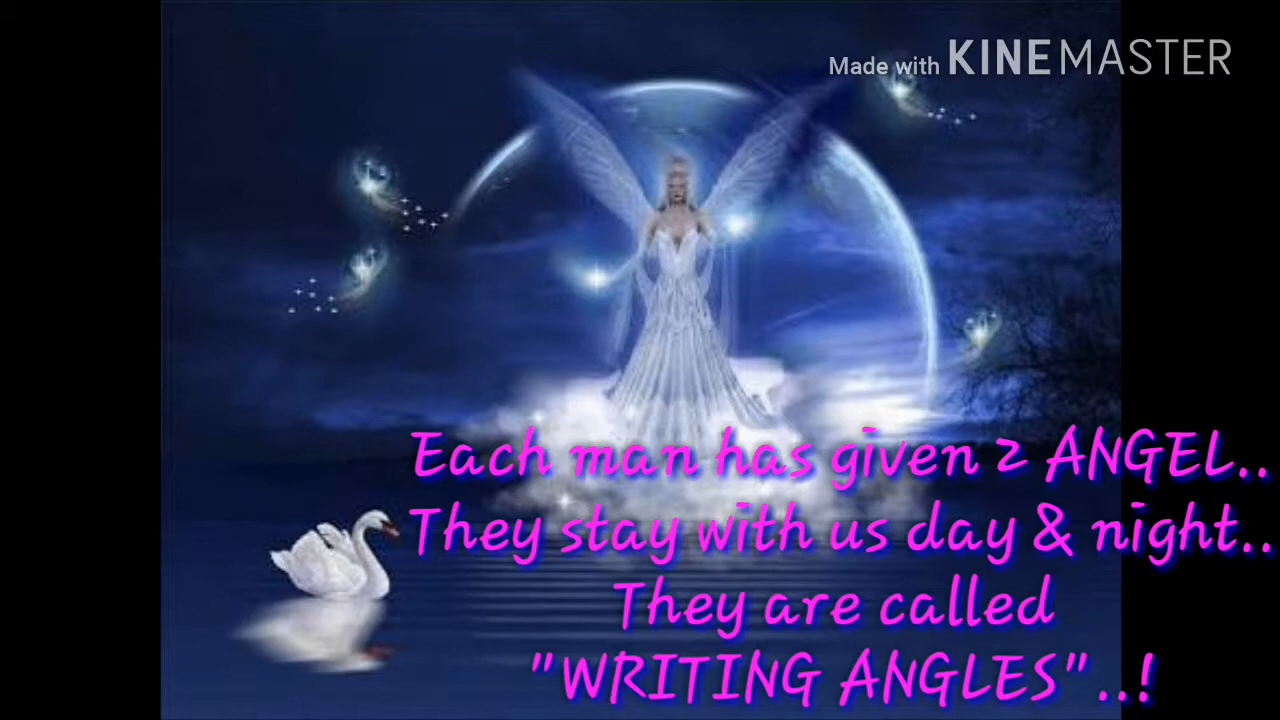 Made with KINEMASTER
Each man has given 2 ANGEL..
They stay with us day & night..
They are called
"WRITING ANGLES"..!